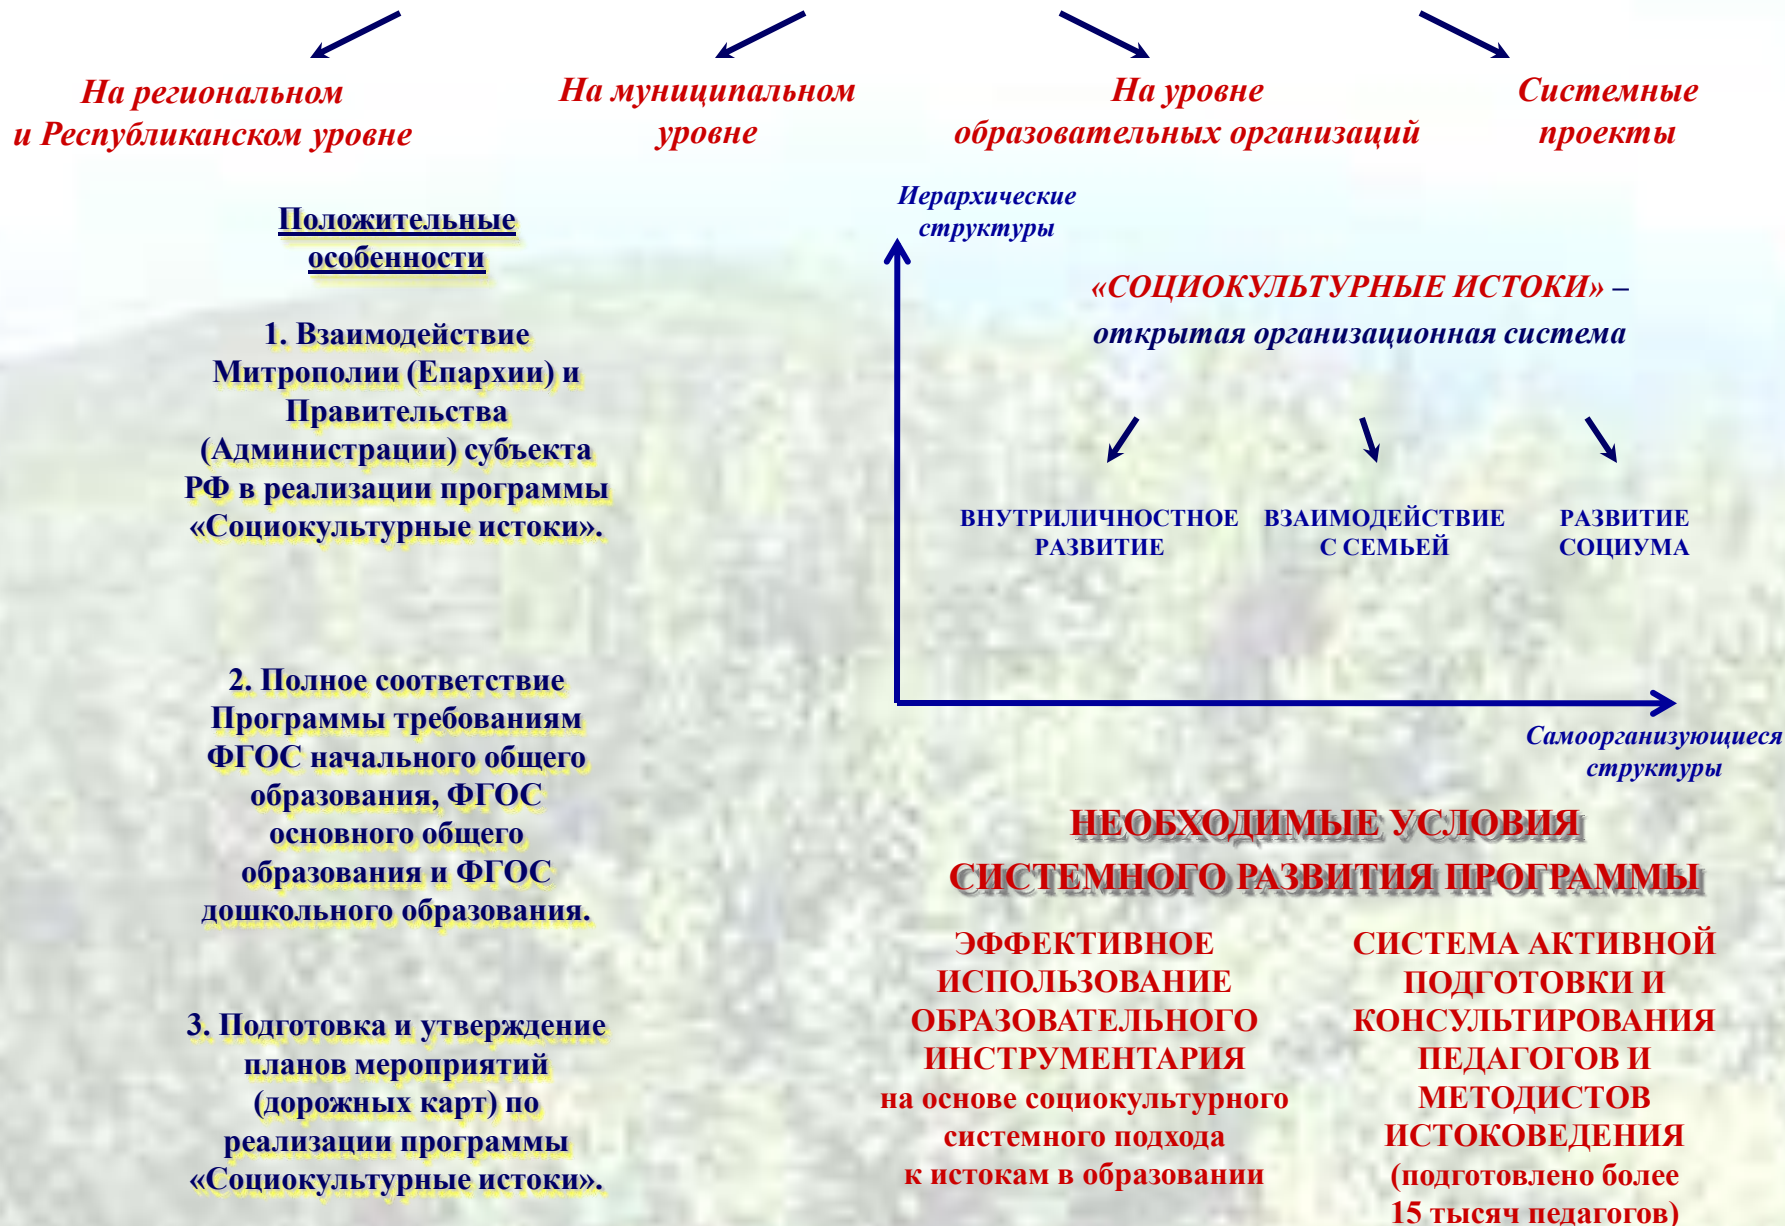 На региональном
и Республиканском уровне
На муниципальном
уровне
На уровне
образовательных организаций
Системные
проекты
Положительные
особенности
1. Взаимодействие
Митрополии (Епархии) и
Правительства
(Администрации) субъекта
РФ в реализации программы
«Социокультурные истоки».
2. Полное соответствие
Программы требованиям
ФГОС начального общего
образования, ФГОС
основного общего
образования и ФГОС
дошкольного образования.
3. Подготовка и утверждение
планов мероприятий
(дорожных карт) по
реализации программы
«Социокультурные истоки».
Иерархические
структуры
«СОЦИОКУЛЬТУРНЫЕ ИСТОКИ» –
открытая организационная система
ВНУТРИЛИЧНОСТНОЕ
РАЗВИТИЕ
ВЗАИМОДЕЙСТВИЕ
С СЕМЬЕЙ
РАЗВИТИЕ
СОЦИУМА
Самоорганизующиеся
структуры
НЕОБХОДИМЫЕ УСЛОВИЯ
СИСТЕМНОГО РАЗВИТИЯ ПРОГРАММЫ
ЭФФЕКТИВНОЕ
ИСПОЛЬЗОВАНИЕ
ОБРАЗОВАТЕЛЬНОГО
ИНСТРУМЕНТАРИЯ
на основе социокультурного
системного подхода
к истокам в образовании
СИСТЕМА АКТИВНОЙ
ПОДГОТОВКИ И
КОНСУЛЬТИРОВАНИЯ
ПЕДАГОГОВ И
МЕТОДИСТОВ
ИСТОКОВЕДЕНИЯ
(подготовлено более
15 тысяч педагогов)